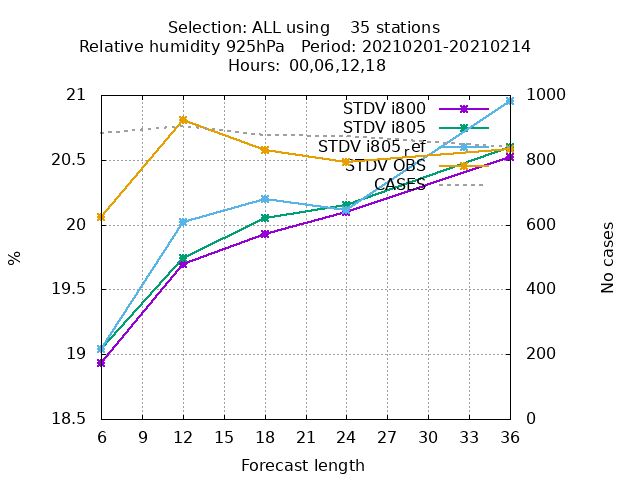 Selection: ALL using    35 stations
Relative humidity 925hPa   Period: 20210201-20210214
Hours: 00,06,12,18
21
20.5
20
19.5
19
18.5
1000
800
600
400
200
0
%
No cases
STDV i800
STDV i805
STDV i805_ref
STDV OBS
CASES
6 9 12 15 18 21 24 27 30 33 36
Forecast length